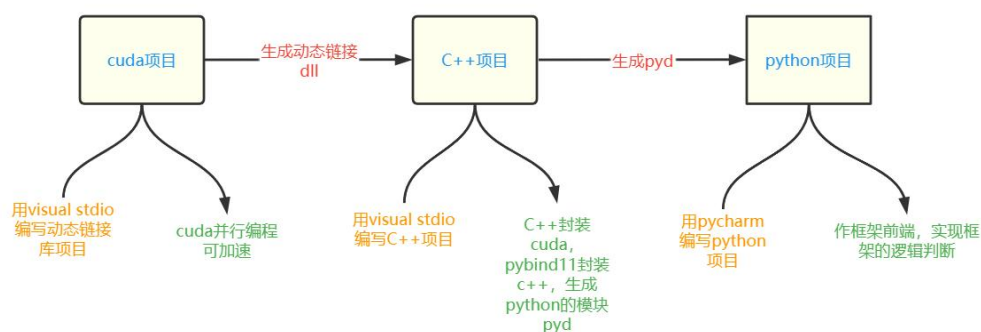 cuda项目
生成动态链接
dll
C++项目
生成pyd
python项目
用visual stdio
编写动态链接
库项目
cuda并行编程
可加速
用visual stdio
编写C++项目
C++封装
cuda，
pybind11封装
c++，生成
python的模块
pyd
用pycharm
编写python
项目
作框架前端，实现框
架的逻辑判断